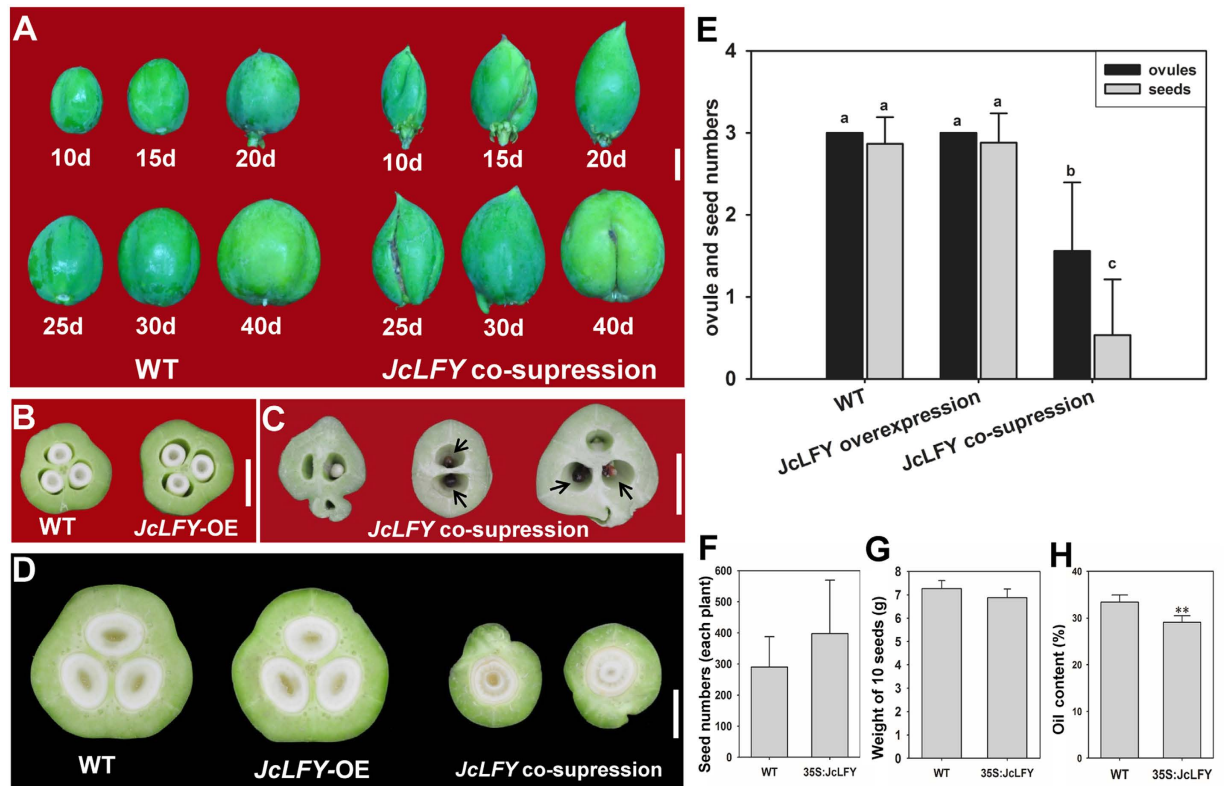 A
10d 15d 20d 10d 15d 20d
25d 30d 40d 25d 30d 40d
WT JcLFY co-supression
B
WT JcLFY-OE
C
JcLFY co-supression
D
WT JcLFY-OE JcLFY co-supression
E
ovule and seed numbers
4
3
2
1
0
ovules
seeds
a a a a b c
WT
JcLFY overexpression
JcLFY co-supression
F
Seed numbers (each plant)
600
500
400
300
200
100
0
WT 35S:JcLFY
G
Weight of 10 seeds (g)
8
7
6
5
4
3
2
1
0
WT 35S:JcLFY
H
Oil content (%)
40
30
20
10
0
**
WT 35S:JcLFY